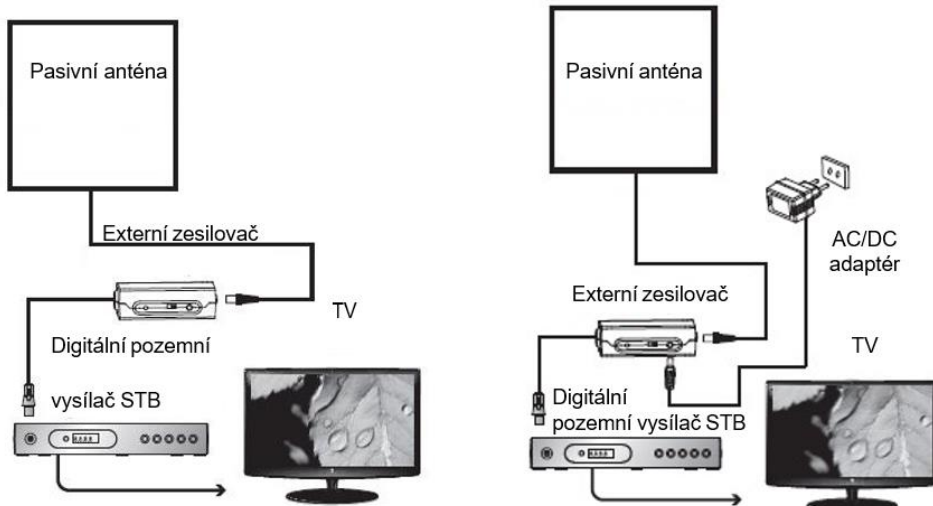 Pasivní anténa
Externí zesilovač
TV
Digitální pozemní
vysílač STB
Pasivní anténa
AC/DC
adaptér
Externí zesilovač
TV
Digitální
pozemní vysílač STB